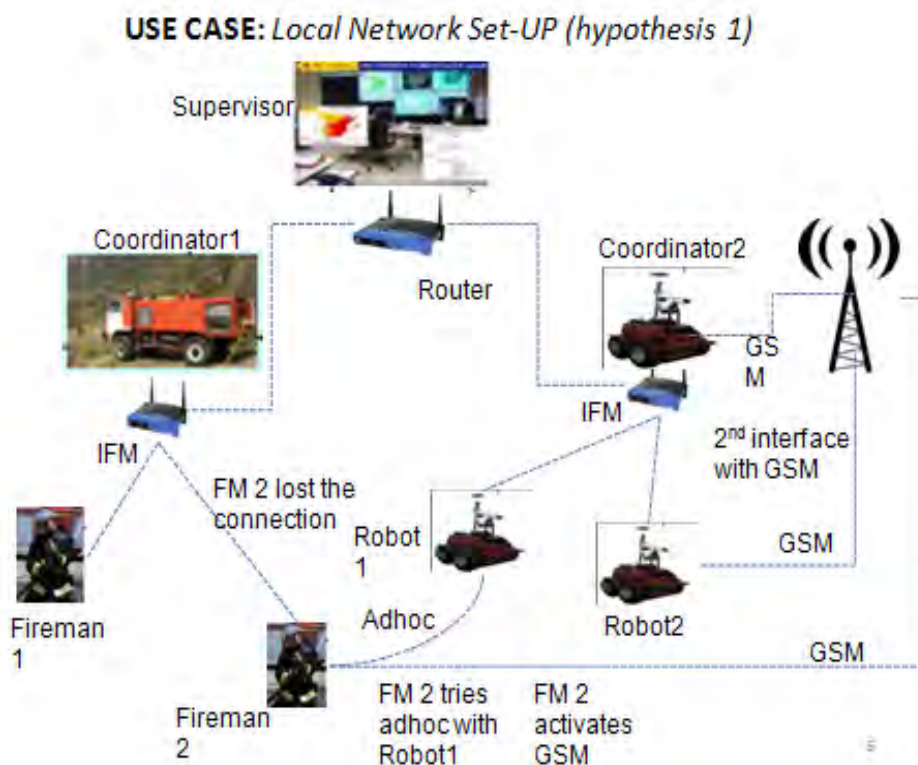 USE CASE: Local Network Set-UP (hypothesis 1)
Supervisor
Coordinator1
Router
Coordinator2
GS
M
IFM
IFM
2nd interface
with GSM
FM 2 lost the
connection
Robot
1
GSM
Fireman
1
Adhoc
Robot2
GSM
Fireman
2
FM 2 tries
adhoc with
Robot1
FM 2
activates
GSM